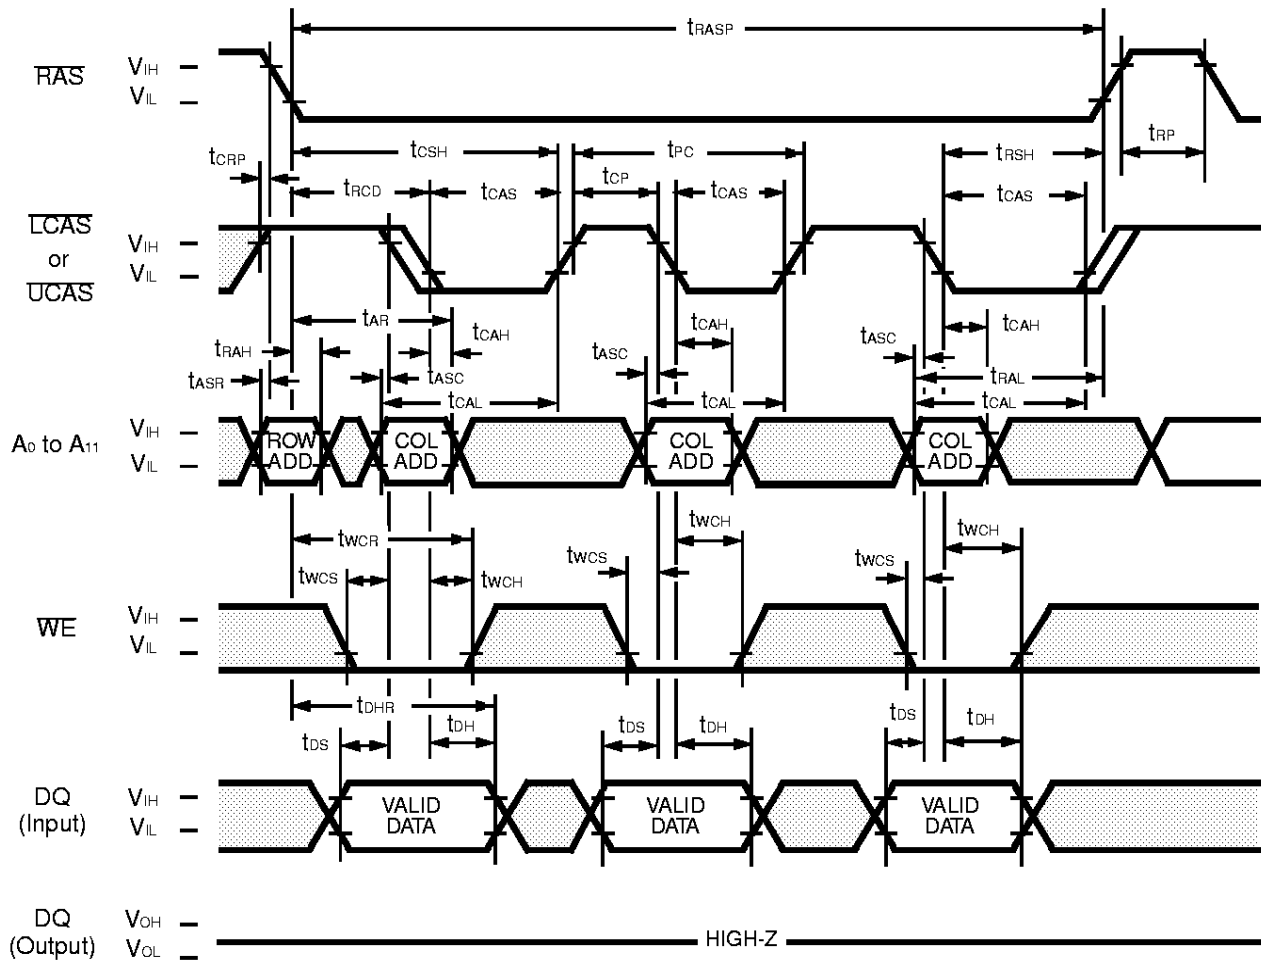 tRASP
RAS
VIH
VIL
tCRP
tCSH
tPC
tRSH
tRP
tRCD
tCAS
tCP
tCAS
tCAS
LCAS
or
UCAS
VIH
VIL
tAR
tRAH
tCAH
tCAH
tCAH
tASR
tASC
tASC
tASC
tRAL
tCAL
tCAL
tCAL
A0 to A11
VIH
VIL
ROW
ADD
COL
ADD
COL
ADD
COL
ADD
tWCR
tWCH
tWCH
tWCS
tWCH
tWCS
tWCS
WE
VIH
VIL
tDHR
tDS
tDH
tDS
tDH
tDS
tDH
DQ
(Input)
VIH
VIL
VALID
DATA
VALID
DATA
VALID
DATA
DQ
(Output)
VOH
VOL
HIGH-Z